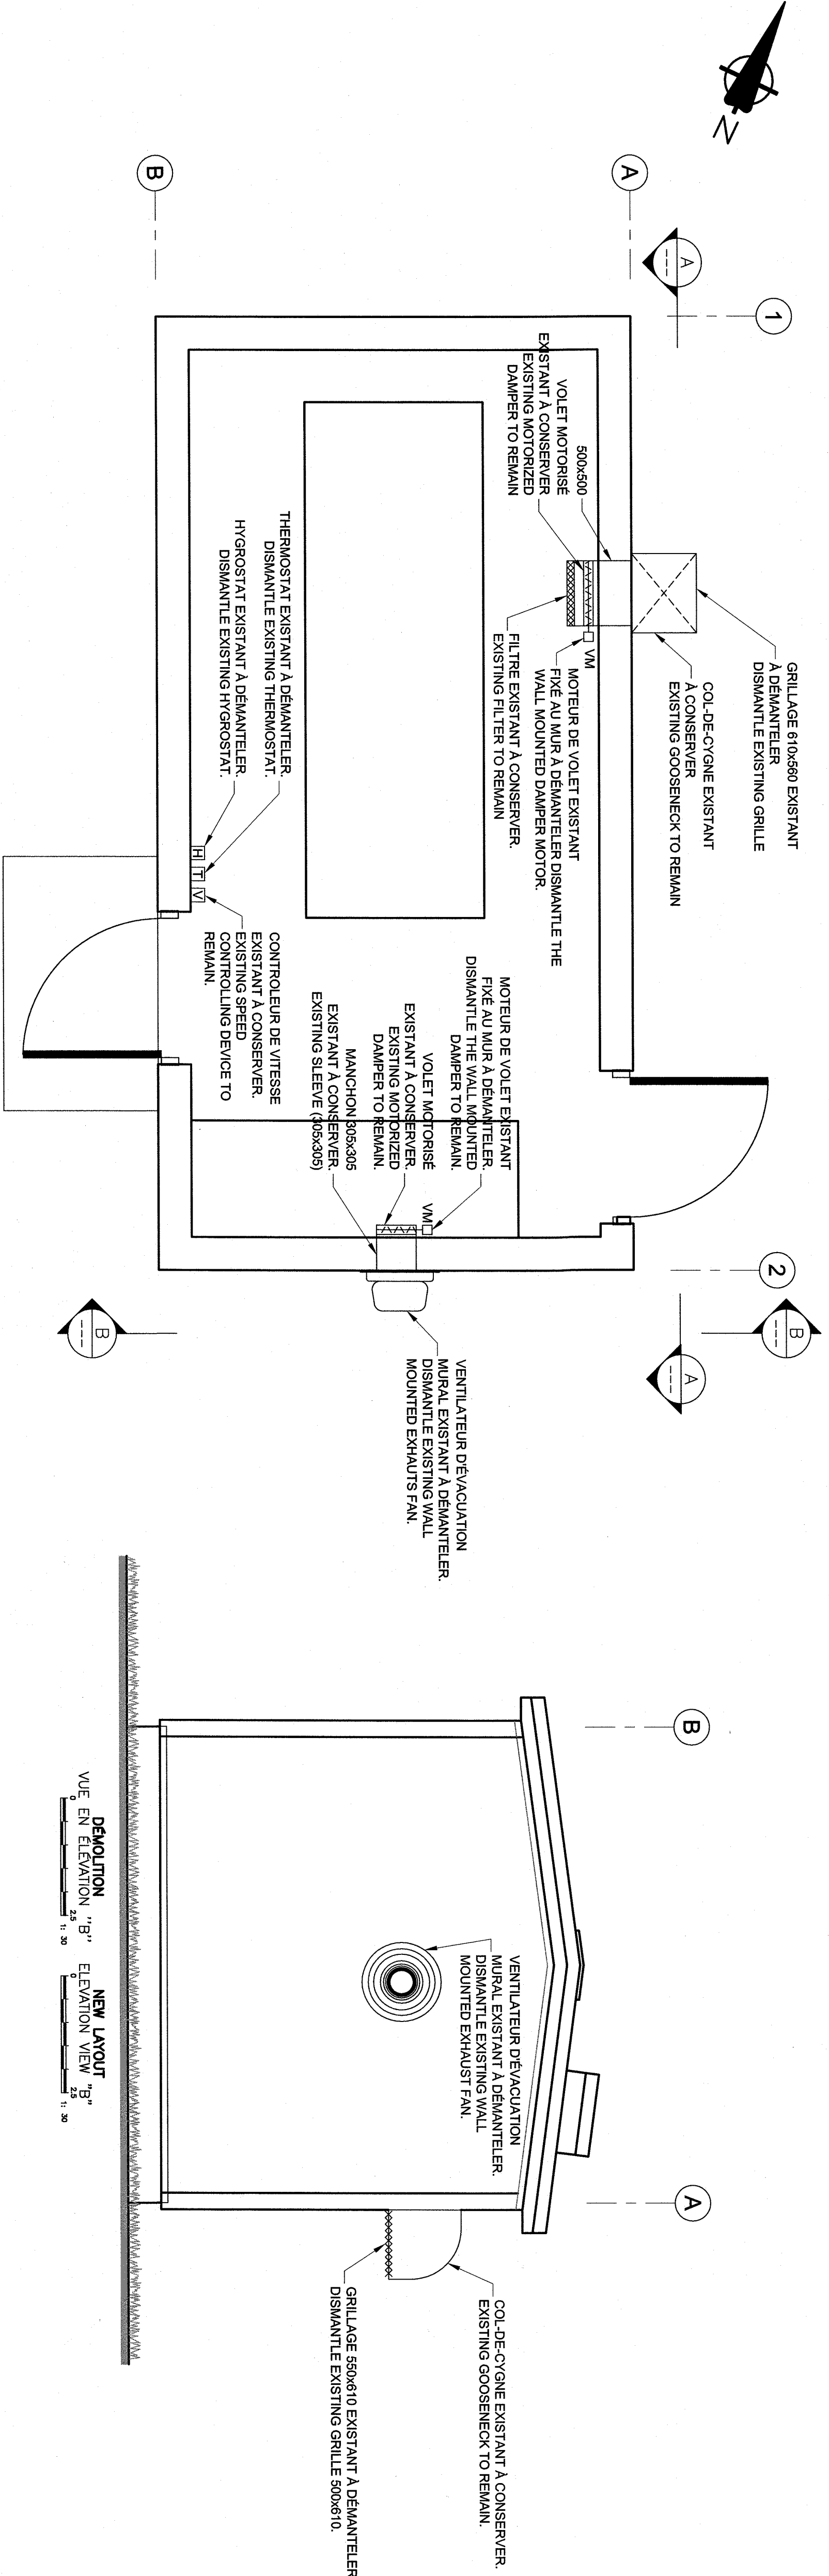 N
B
A
1
A
---
GRILLAGE 610x560 EXISTANT
À DÉMANTELER
DISMANTLE EXISTING GRILLE
COL-DE-CYGNE EXISTANT
À CONSERVER
EXISTING GOOSENECK TO REMAIN
500x500
VOLET MOTORISÉ
EXISTANT À CONSERVER
EXISTING MOTORIZED
DAMPER TO REMAIN
VM
MOTEUR DE VOLET EXISTANT
FIXÉ AU MUR À DÉMANTELER DISMANTLE THE
WALL MOUNTED DAMPER MOTOR.
FILTRE EXISTANT À CONSERVER.
EXISTING FILTER TO REMAIN
THERMOSTAT EXISTANT À DÉMANTELER.
DISMANTLE EXISTING THERMOSTAT.
HYGROSTAT EXISTANT À DÉMANTELER.
DISMANTLE EXISTING HYGROSTAT.
H
T
V
CONTROLEUR DE VITESSE
EXISTANT À CONSERVER.
EXISTING SPEED
CONTROLLING DEVICE TO
REMAIN.
MOTEUR DE VOLET EXISTANT
FIXÉ AU MUR À DÉMANTELER.
DISMANTLE THE WALL MOUNTED
DAMPER TO REMAIN.
VOLET MOTORISÉ
EXISTANT À CONSERVER.
EXISTING MOTORIZED
DAMPER TO REMAIN.
MANCHON 305x305
EXISTANT À CONSERVER.
EXISTING SLEEVE (305x305)
VM
2
B
---
B
---
A
---
VENTILATEUR D'ÉVACUATION
MURAL EXISTANT À DÉMANTELER.
DISMANTLE EXISTING WALL
MOUNTED EXHAUTS FAN.
B
A
VENTILATEUR D'ÉVACUATION
MURAL EXISTANT À DÉMANTELER.
DISMANTLE EXISTING WALL
MOUNTED EXHAUST FAN.
COL-DE-CYGNE EXISTANT À CONSERVER.
EXISTING GOOSENECK TO REMAIN.
GRILLAGE 550x610 EXISTANT À DÉMANTELER
DISMANTLE EXISTING GRILLE 500x610.
DÉMOLITION
VUE EN ÉLÉVATION ''B''
0 2.5 1: 30
NEW LAYOUT
ELEVATION VIEW "B"
0 2.5 1: 30